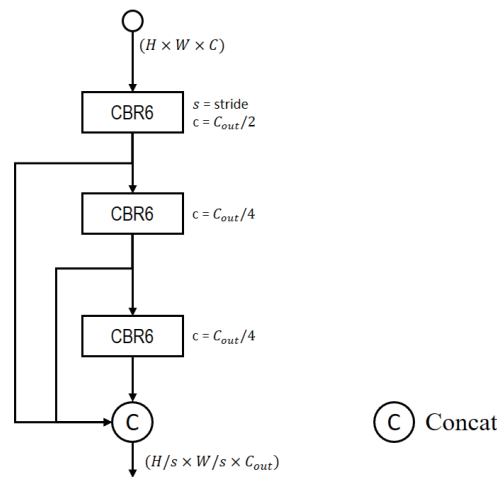 (H × W × C)
CBR6
s = stride
c = C_out/2
CBR6
c = C_out/4
CBR6
c = C_out/4
C
C Concat
(H/s × W/s × C_out)